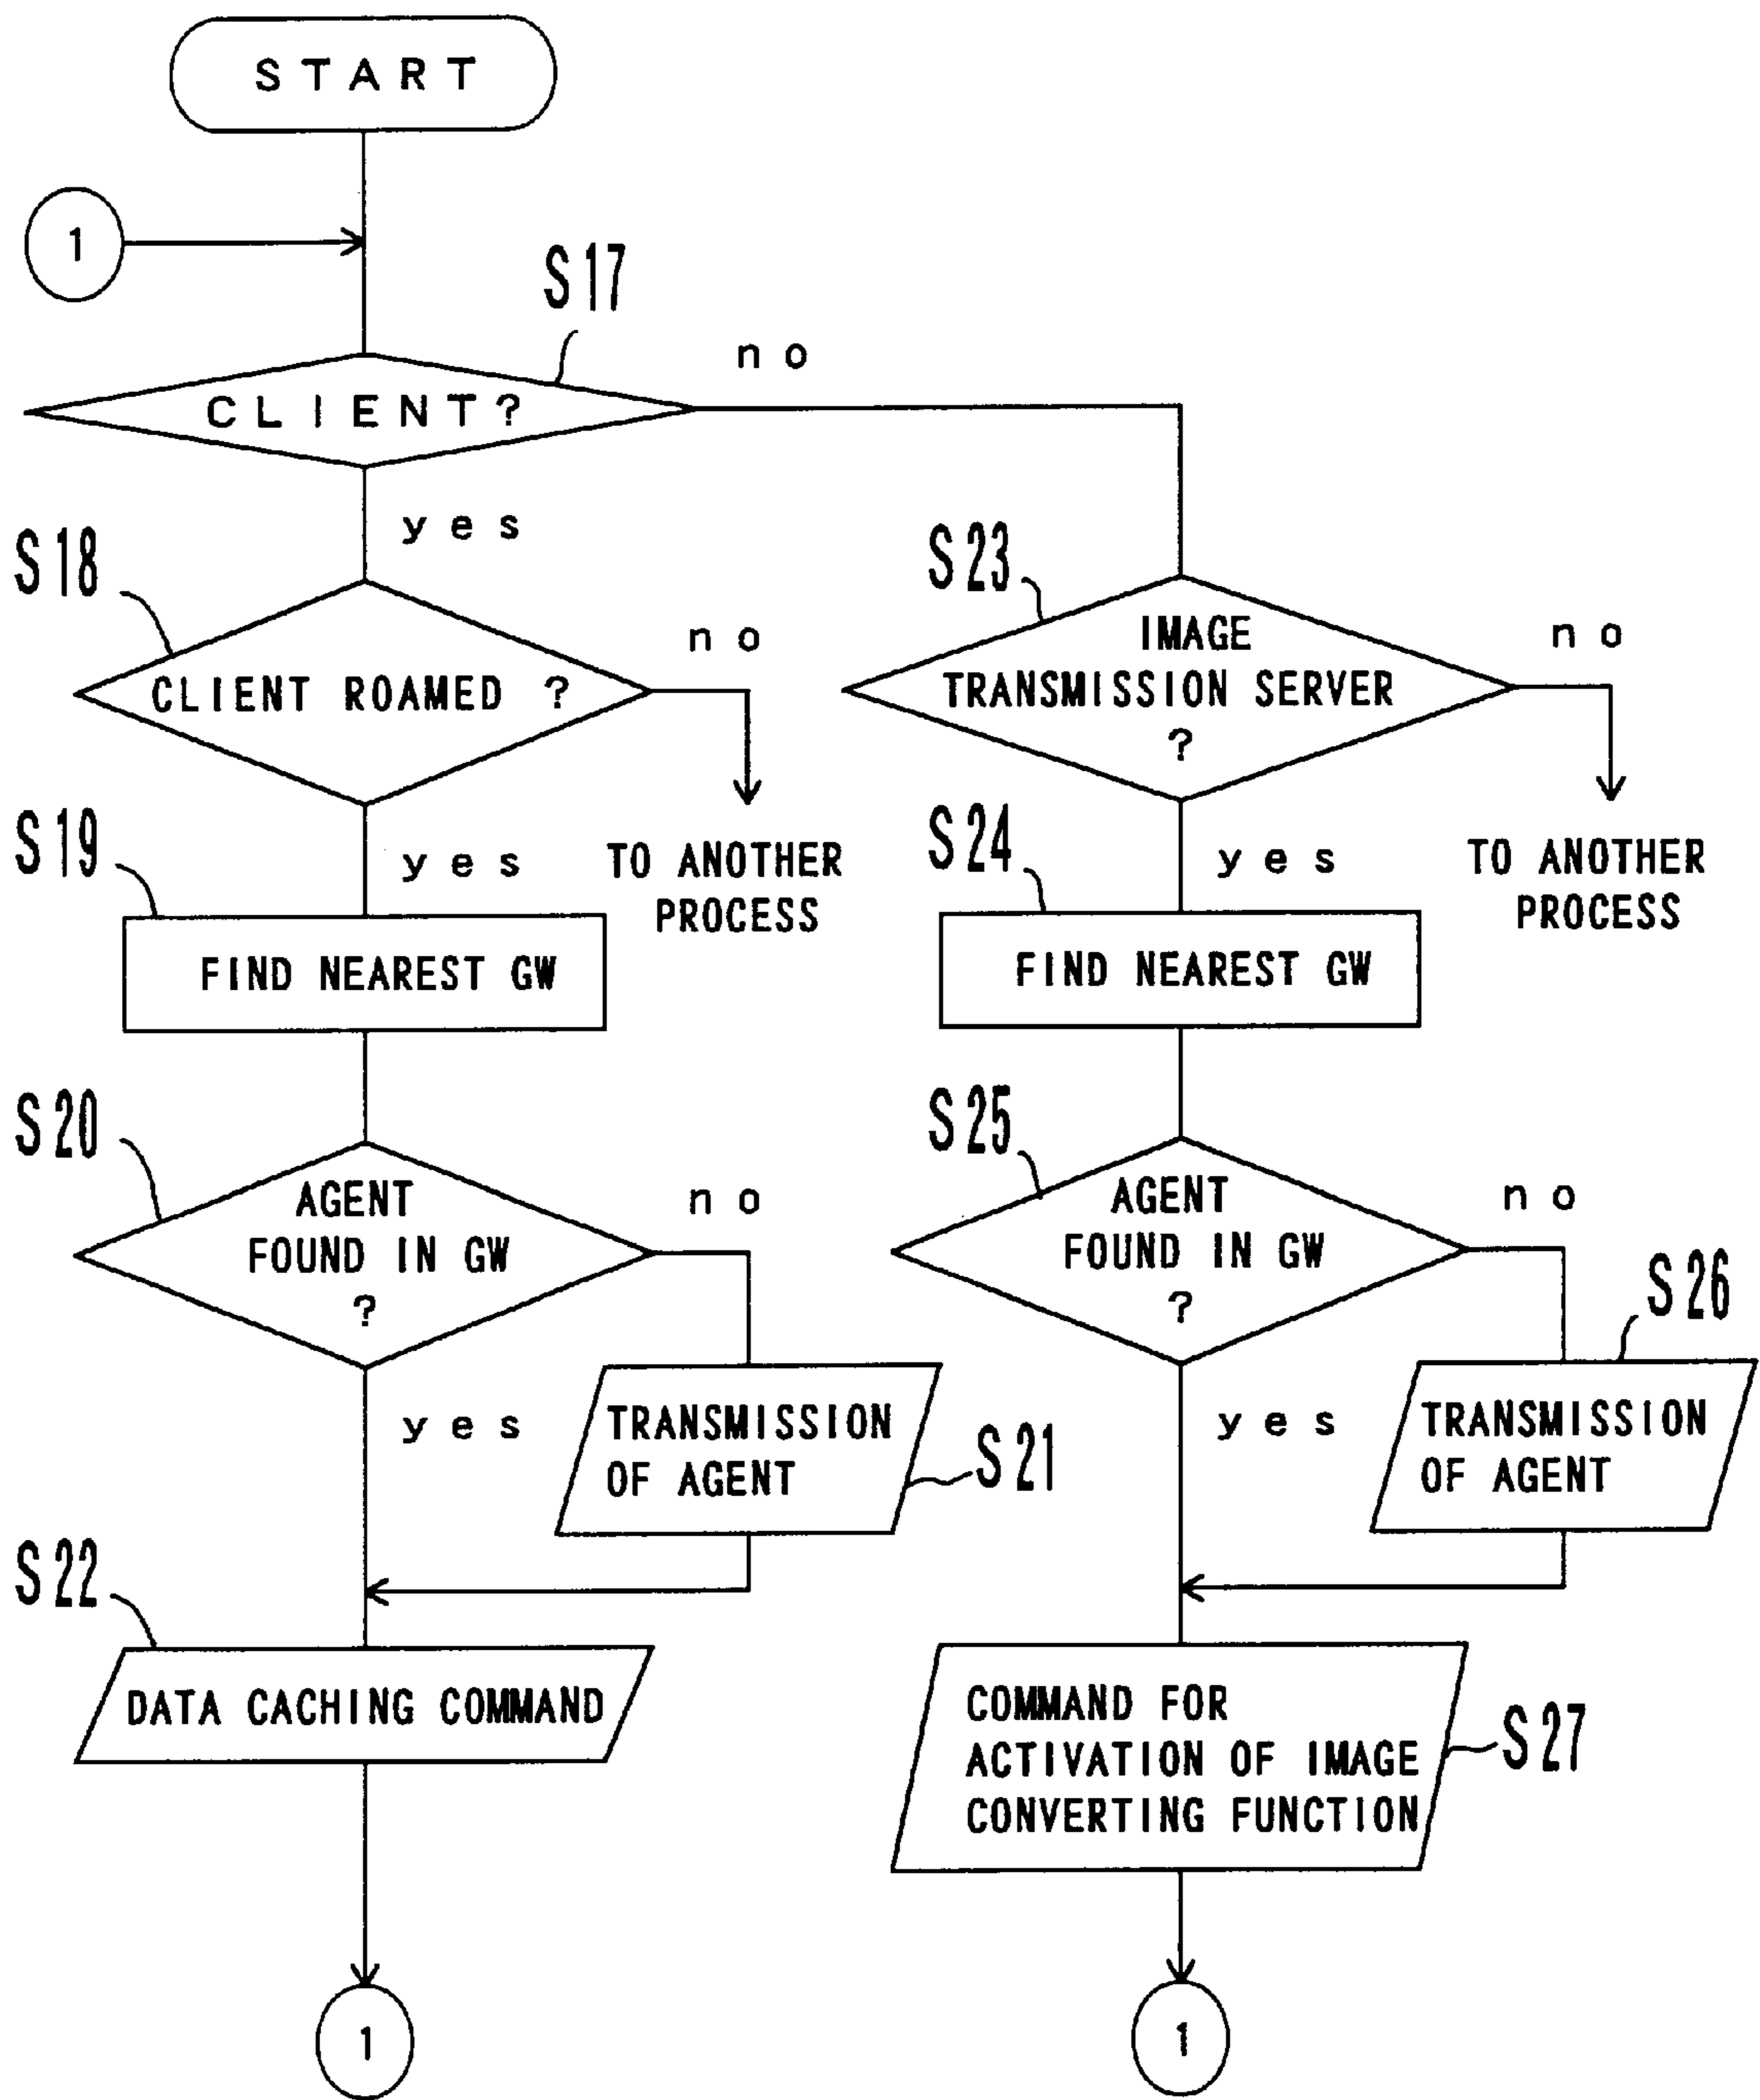 START
1
S17
no
CLIENT?
yes
S18
no
CLIENT ROAMED ?
S23
IMAGE
TRANSMISSION SERVER
?
no
S19
yes
TO ANOTHER
PROCESS
S24
yes
TO ANOTHER
PROCESS
FIND NEAREST GW
FIND NEAREST GW
S20
AGENT
FOUND IN GW
?
no
S25
AGENT
FOUND IN GW
?
no
S26
yes
TRANSMISSION
OF AGENT
S21
yes
TRANSMISSION
OF AGENT
S22
DATA CACHING COMMAND
COMMAND FOR
ACTIVATION OF IMAGE
CONVERTING FUNCTION
S27
1
1